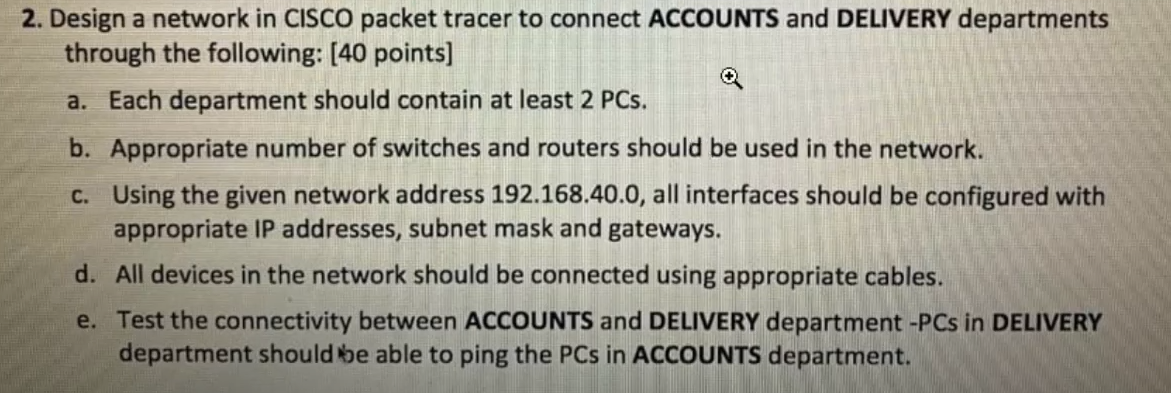 2. Design a network in CISCO packet tracer to connect ACCOUNTS and DELIVERY departments
through the following: [40 points]
a. Each department should contain at least 2 PCs.
b. Appropriate number of switches and routers should be used in the network.
c. Using the given network address 192.168.40.0, all interfaces should be configured with
appropriate IP addresses, subnet mask and gateways.
d. All devices in the network should be connected using appropriate cables.
e. Test the connectivity between ACCOUNTS and DELIVERY department -PCs in DELIVERY
department should be able to ping the PCs in ACCOUNTS department.